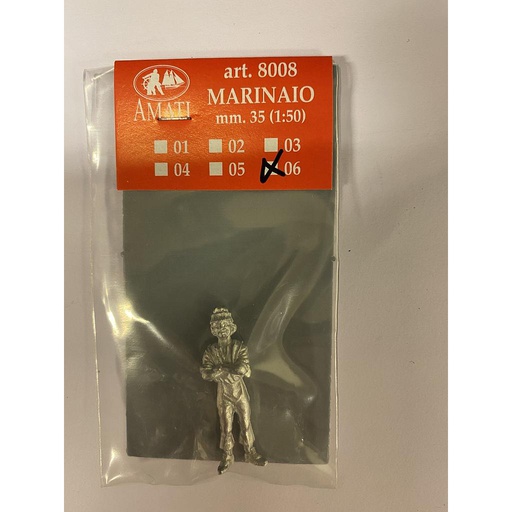 art. 8008
AMATI
MARINAIO
mm. 35 (1:50)
01 02 03
04 05 06